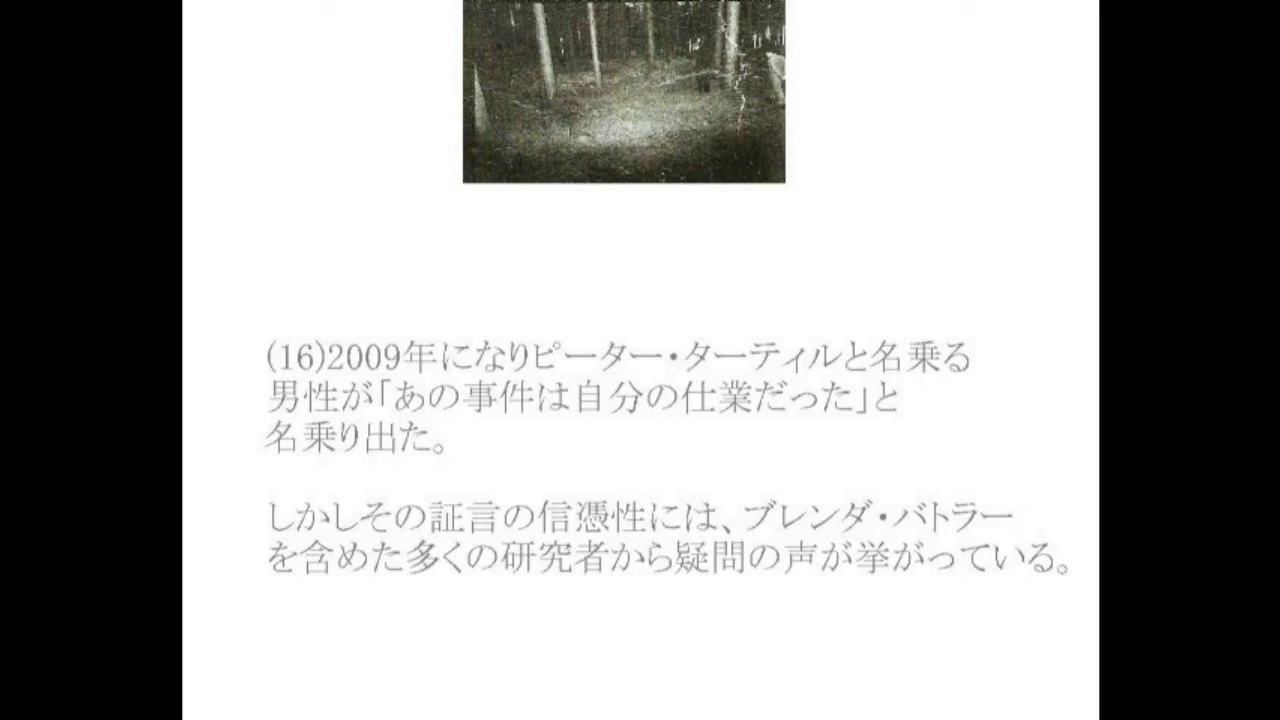 (16)2009年になりピーター・ターティルと名乗る
男性が「あの事件は自分の仕業だった」と
名乗り出た。
しかしその証言の信憑性には、ブレンダ・バトラー
を含めた多くの研究者から疑問の声が挙がっている。